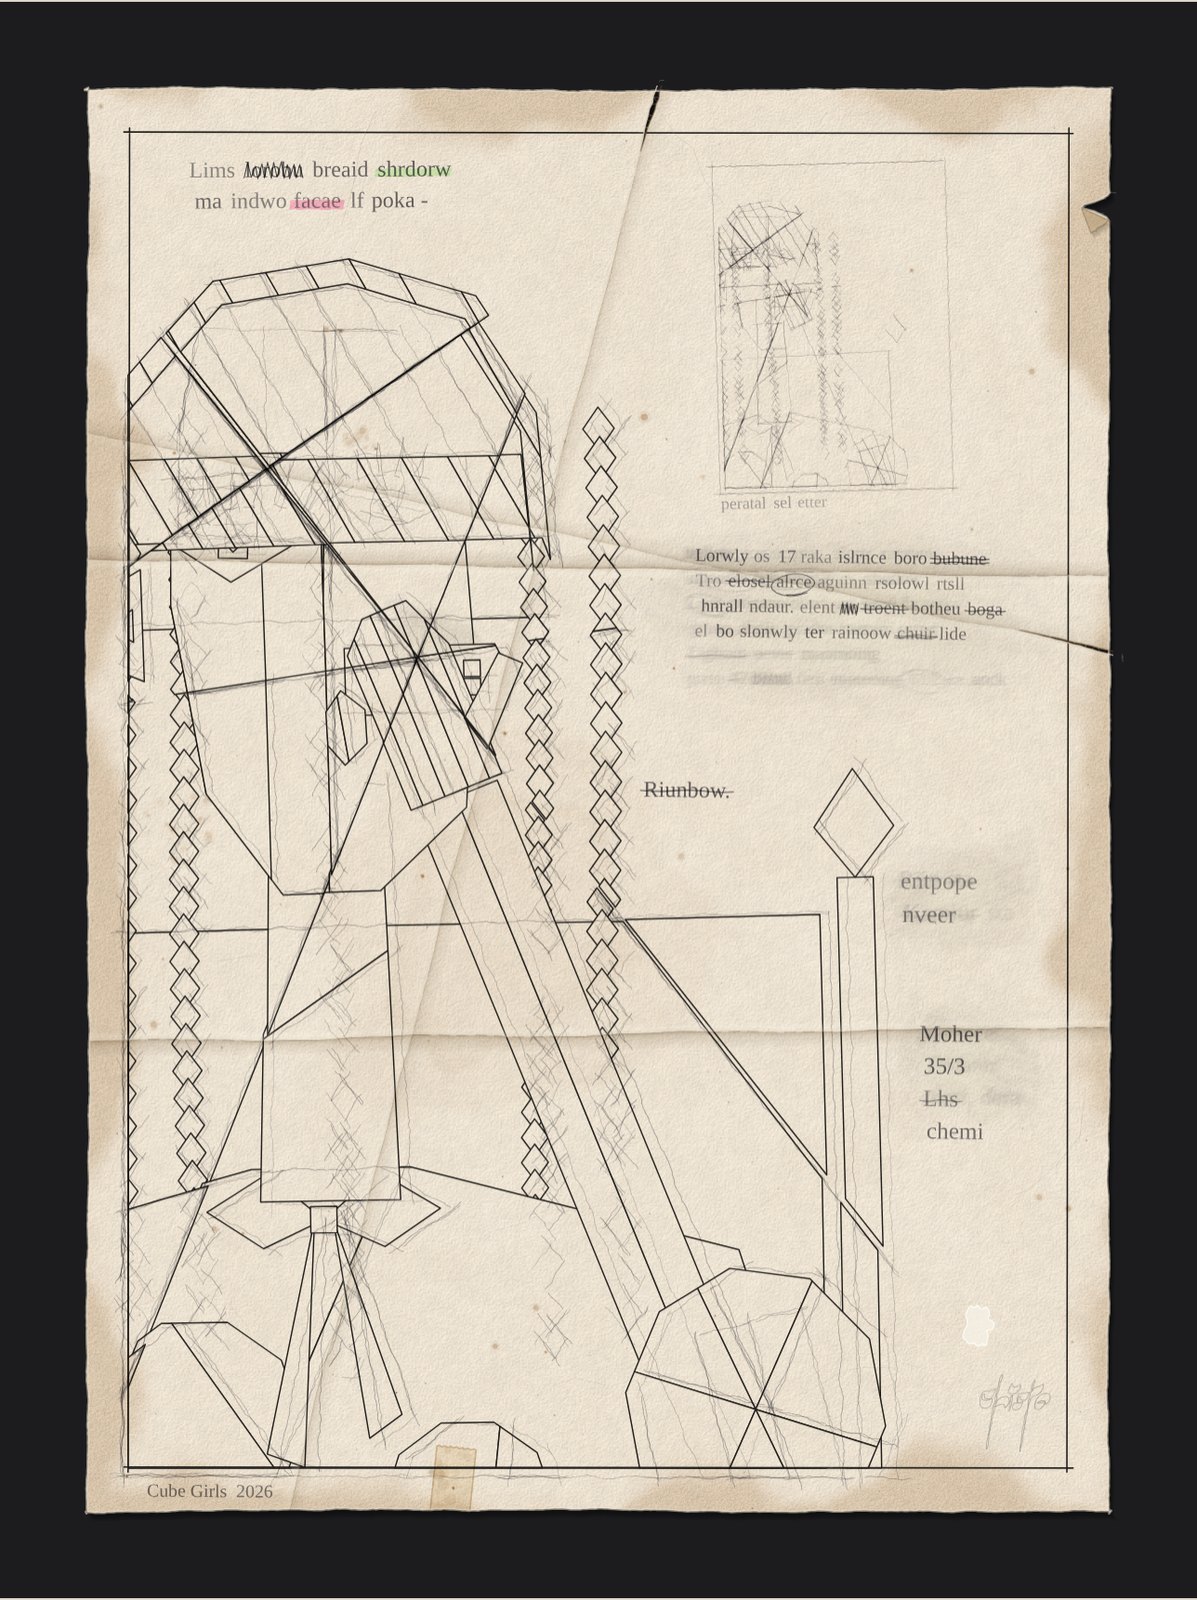 Lims breaid shrdorw
ma indwo facae lf poka -
peratal sel etter
Lorwly os 17 raka islrnce boro bubune
Tro elosel alrce aguinn rsolowl rtsll
hnrall ndaur. elent troent botheu boga
el bo slonwly ter rainoow chuir lide
Riunbow.
entpope
nveer
Moher
35/3
Lhs
chemi
Cube Girls 2026